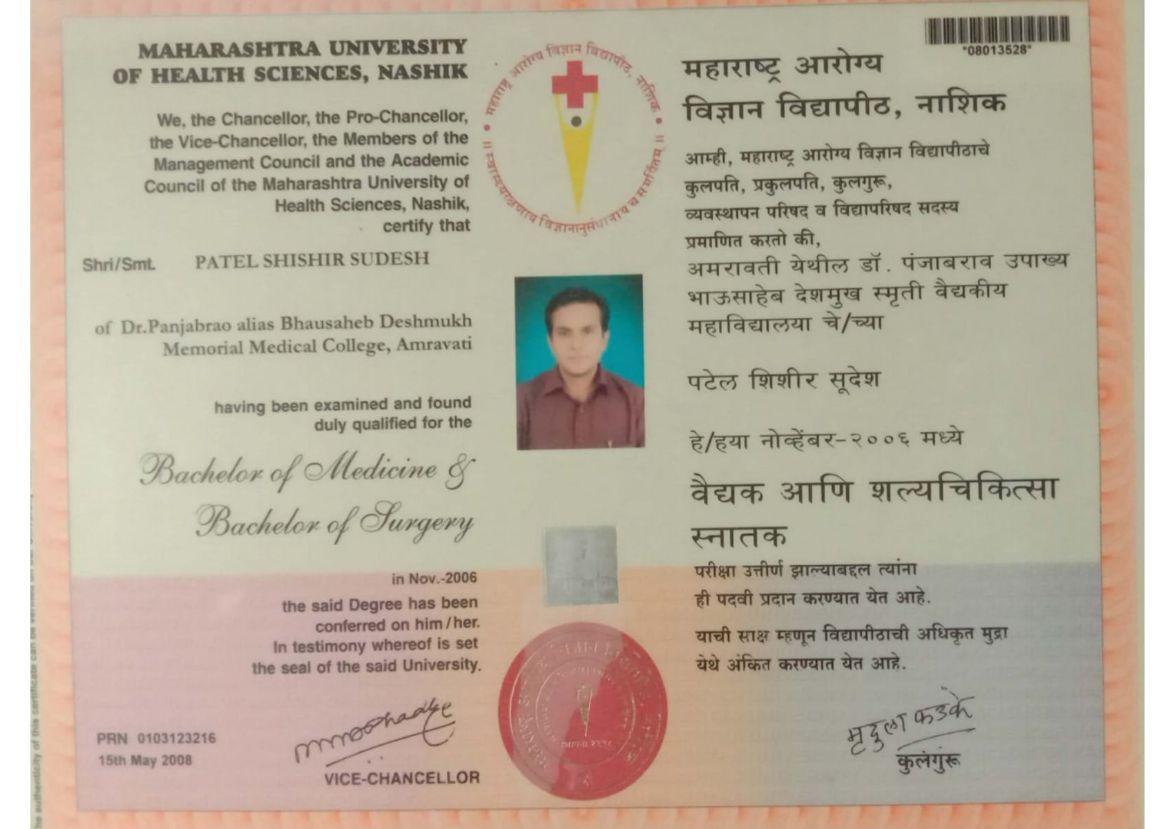 MAHARASHTRA UNIVERSITY
OF HEALTH SCIENCES, NASHIK
We, the Chancellor, the Pro-Chancellor,
the Vice-Chancellor, the Members of the
Management Council and the Academic
Council of the Maharashtra University of
Health Sciences, Nashik,
certify that
Shri/Smt. PATEL SHISHIR SUDESH
of Dr.Panjabrao alias Bhausaheb Deshmukh
Memorial Medical College, Amravati
having been examined and found
duly qualified for the
Bachelor of Medicine &
Bachelor of Surgery
in Nov.-2006
the said Degree has been
conferred on him/her.
In testimony whereof is set
the seal of the said University.
PRN 0103123216
15th May 2008
VICE-CHANCELLOR
महाराष्ट्र आरोग्य विज्ञान विद्यापीठ, नाशिक
*08013528*
महाराष्ट्र आरोग्य
विज्ञान विद्यापीठ, नाशिक
आम्ही, महाराष्ट्र आरोग्य विज्ञान विद्यापीठाचे
कुलपति, प्रकुलपति, कुलगुरू,
व्यवस्थापन परिषद व विद्यापरिषद सदस्य
प्रमाणित करतो की,
अमरावती येथील डॉ. पंजाबराव उपाख्य
भाऊसाहेब देशमुख स्मृती वैद्यकीय
महाविद्यालया चे/च्या
पटेल शिशीर सूदेश
हे/हया नोव्हेंबर-२००६ मध्ये
वैद्यक आणि शल्यचिकित्सा
स्नातक
परीक्षा उत्तीर्ण झाल्याबद्दल त्यांना
ही पदवी प्रदान करण्यात येत आहे.
याची साक्ष म्हणून विद्यापीठाची अधिकृत मुद्रा
येथे अंकित करण्यात येत आहे.
मृदुला फडके
कुलगुरू